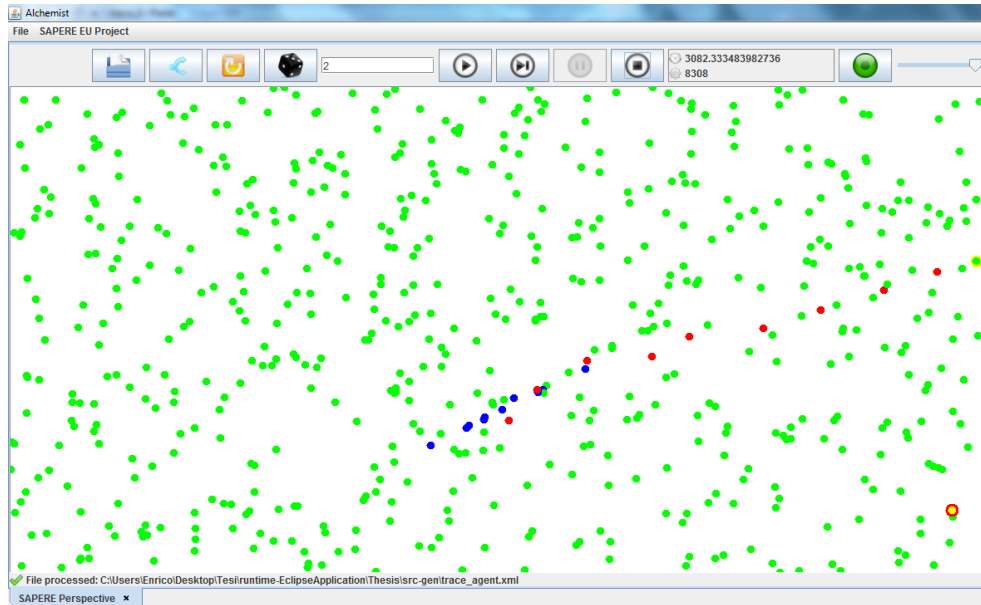 Alchemist
File SAPERE EU Project
2
3082.333483982736
8308
File processed: C:\Users\Enrico\Desktop\Tesi\runtime-EclipseApplication\Thesis\src-gen\trace_agent.xml
SAPERE Perspective ×